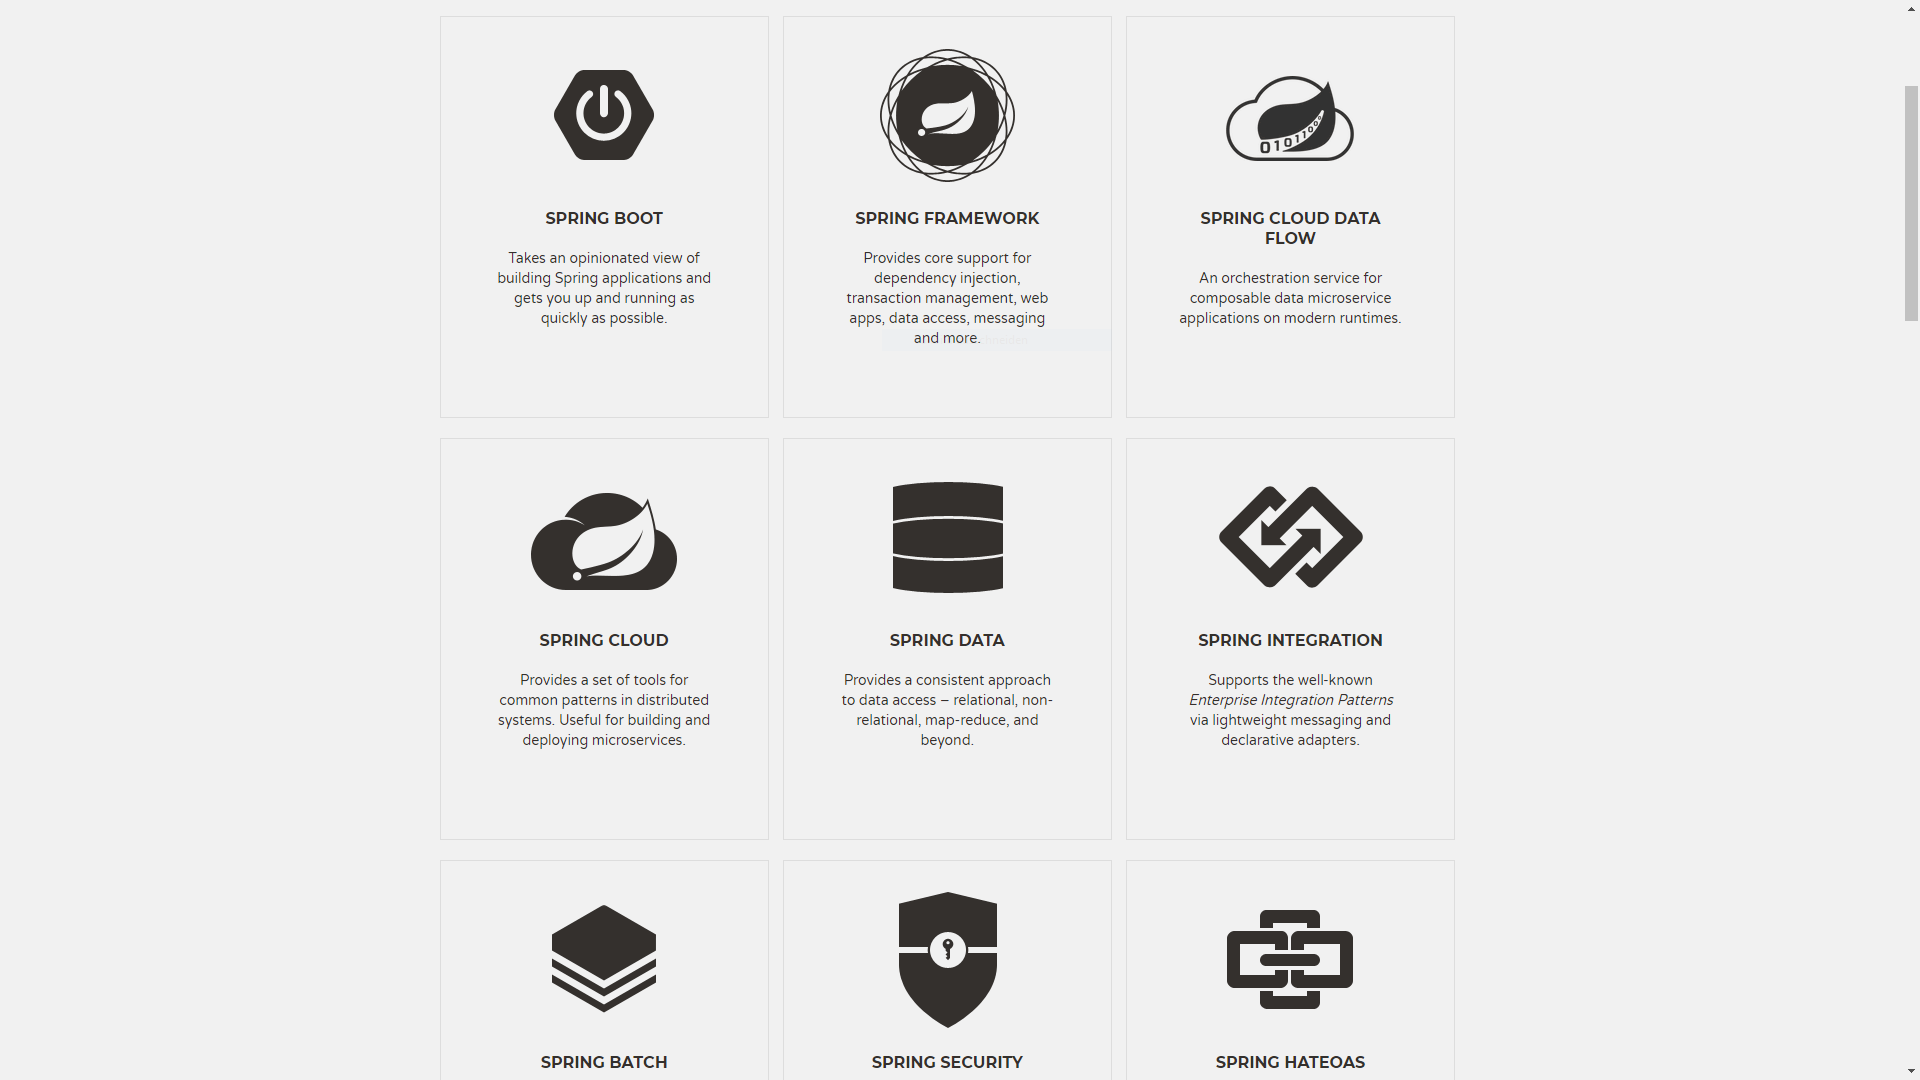 SPRING BOOT
Takes an opinionated view of
building Spring applications and
gets you up and running as
quickly as possible.
SPRING FRAMEWORK
Provides core support for
dependency injection,
transaction management, web
apps, data access, messaging
and more.
SPRING CLOUD DATA
FLOW
An orchestration service for
composable data microservice
applications on modern runtimes.
010110
SPRING CLOUD
Provides a set of tools for
common patterns in distributed
systems. Useful for building and
deploying microservices.
SPRING DATA
Provides a consistent approach
to data access – relational, non-
relational, map-reduce, and
beyond.
SPRING INTEGRATION
Supports the well-known
Enterprise Integration Patterns
via lightweight messaging and
declarative adapters.
SPRING BATCH
SPRING SECURITY
SPRING HATEOAS